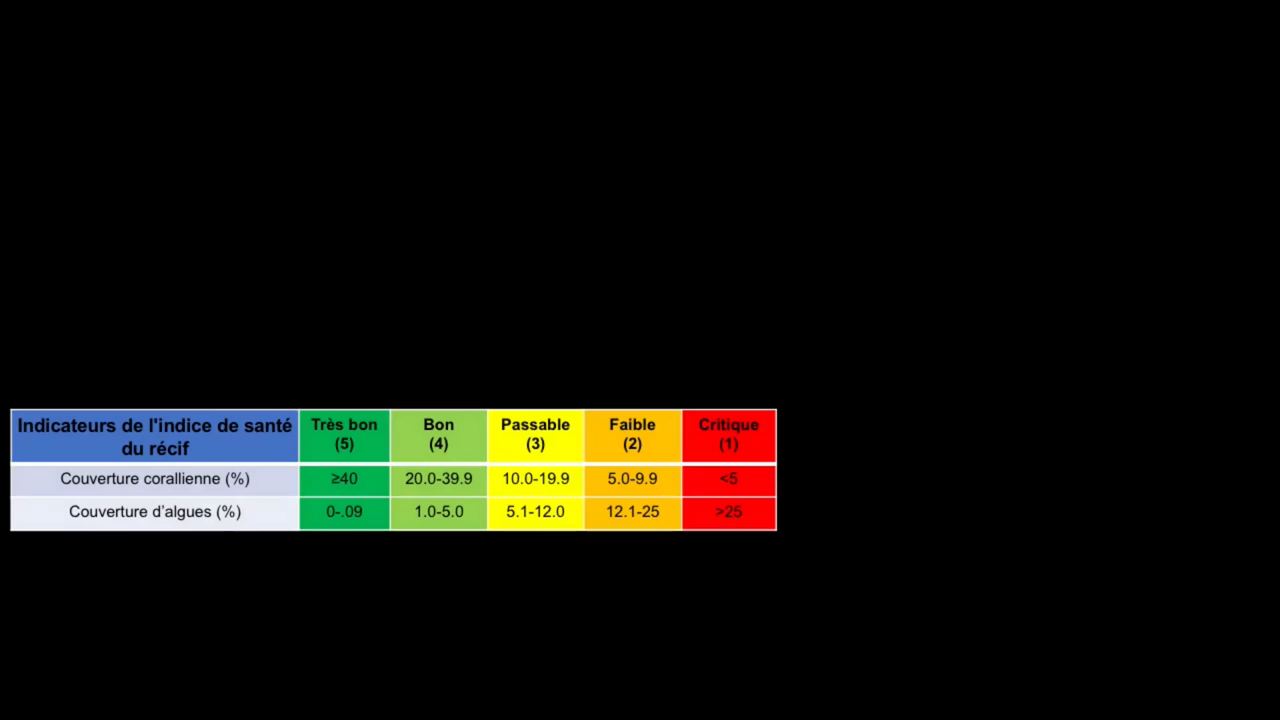 Indicateurs de l'indice de santé du récif Très bon (5) Bon (4) Passable (3) Faible (2) Critique (1)
Couverture corallienne (%) ≥40 20.0-39.9 10.0-19.9 5.0-9.9 <5
Couverture d’algues (%) 0-.09 1.0-5.0 5.1-12.0 12.1-25 >25